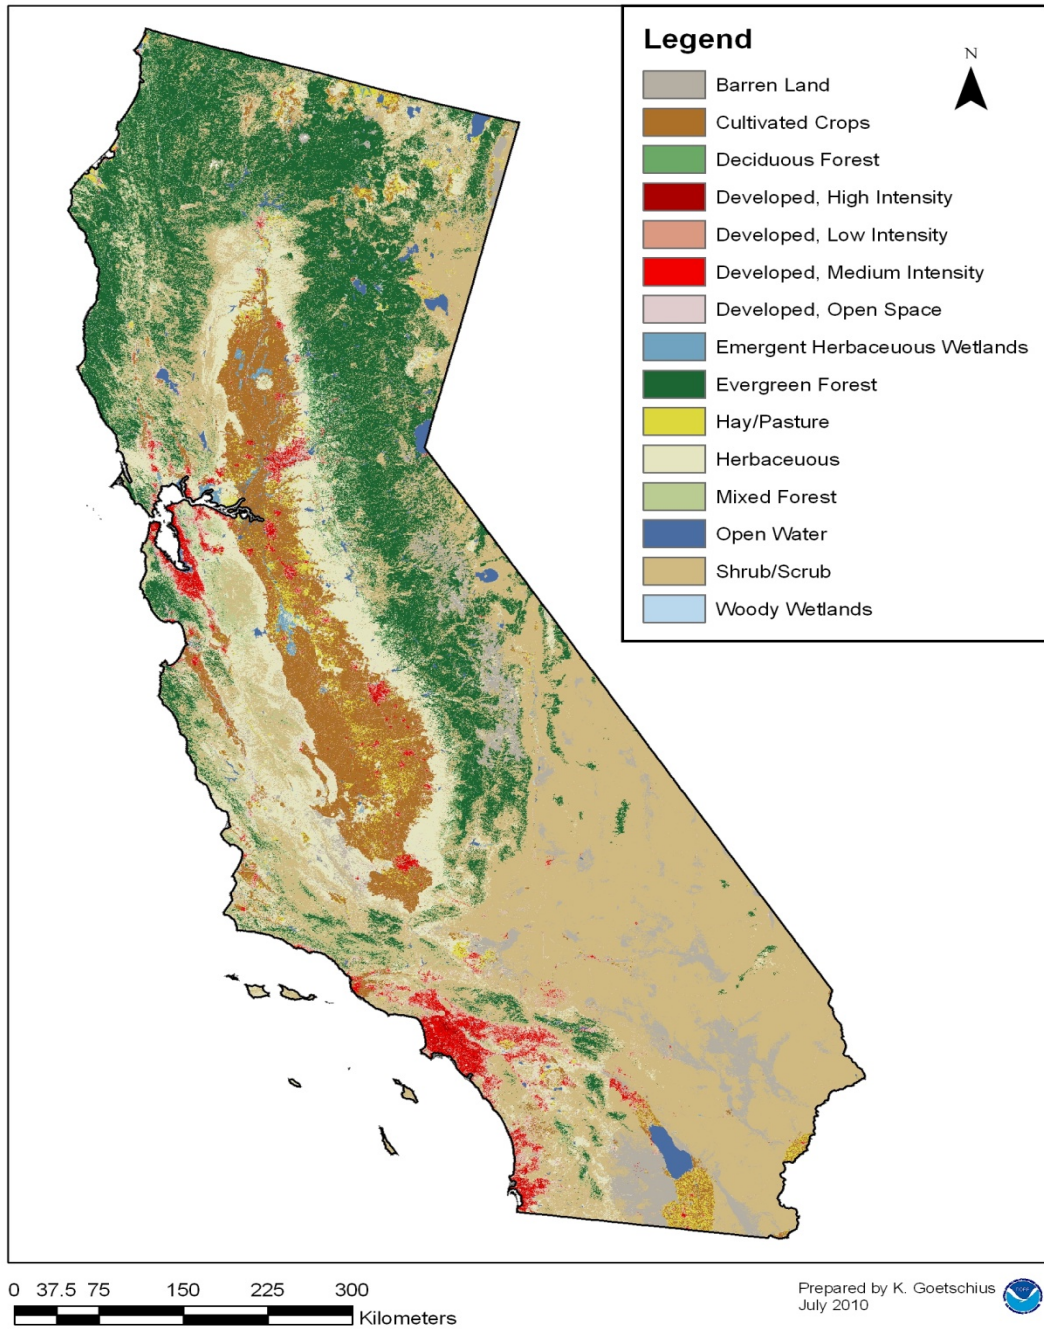 Legend
N
Barren Land
Cultivated Crops
Deciduous Forest
Developed, High Intensity
Developed, Low Intensity
Developed, Medium Intensity
Developed, Open Space
Emergent Herbaceuous Wetlands
Evergreen Forest
Hay/Pasture
Herbaceuous
Mixed Forest
Open Water
Shrub/Scrub
Woody Wetlands
0 37.5 75 150 225 300
Kilometers
Prepared by K. Goetschius
July 2010